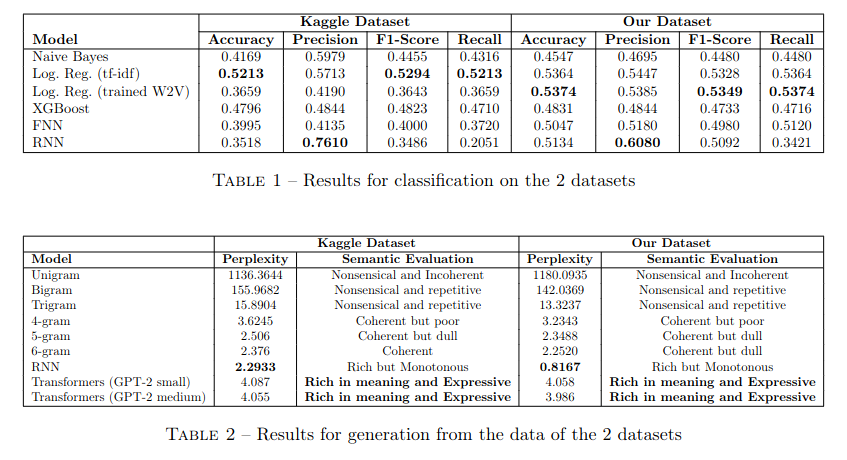 Kaggle Dataset Our Dataset
Model Accuracy Precision F1-Score Recall Accuracy Precision F1-Score Recall
Naive Bayes 0.4169 0.5979 0.4455 0.4316 0.4547 0.4695 0.4480 0.4480
Log. Reg. (tf-idf) 0.5213 0.5713 0.5294 0.5213 0.5364 0.5447 0.5328 0.5364
Log. Reg. (trained W2V) 0.3659 0.4190 0.3643 0.3659 0.5374 0.5385 0.5349 0.5374
XGBoost 0.4796 0.4844 0.4823 0.4710 0.4831 0.4844 0.4733 0.4716
FNN 0.3995 0.4135 0.4000 0.3720 0.5047 0.5180 0.4980 0.5120
RNN 0.3518 0.7610 0.3486 0.2051 0.5134 0.6080 0.5092 0.3421
Table 1 – Results for classification on the 2 datasets
Kaggle Dataset Our Dataset
Model Perplexity Semantic Evaluation Perplexity Semantic Evaluation
Unigram 1136.3644 Nonsensical and Incoherent 1180.0935 Nonsensical and Incoherent
Bigram 155.9682 Nonsensical and repetitive 142.0369 Nonsensical and repetitive
Trigram 15.8904 Nonsensical and repetitive 13.3237 Nonsensical and repetitive
4-gram 3.6245 Coherent but poor 3.2343 Coherent but poor
5-gram 2.506 Coherent but dull 2.3488 Coherent but dull
6-gram 2.376 Coherent 2.2520 Coherent but dull
RNN 2.2933 Rich but Monotonous 0.8167 Rich but Monotonous
Transformers (GPT-2 small) 4.087 Rich in meaning and Expressive 4.058 Rich in meaning and Expressive
Transformers (GPT-2 medium) 4.055 Rich in meaning and Expressive 3.986 Rich in meaning and Expressive
Table 2 – Results for generation from the data of the 2 datasets